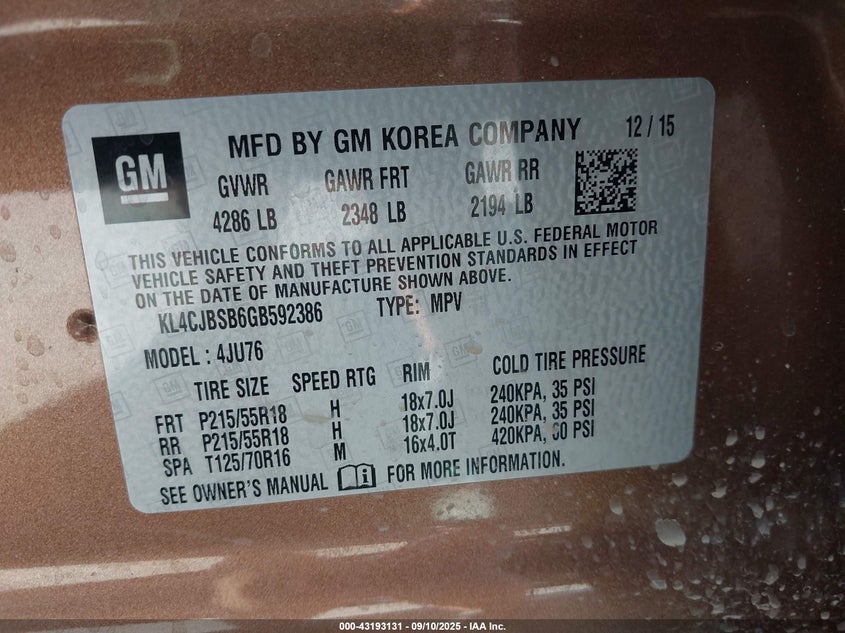 GM
MFD BY GM KOREA COMPANY 12 / 15
GVWR GAWR FRT GAWR RR
4286 LB 2348 LB 2194 LB
THIS VEHICLE CONFORMS TO ALL APPLICABLE U.S. FEDERAL MOTOR
VEHICLE SAFETY AND THEFT PREVENTION STANDARDS IN EFFECT
ON THE DATE OF MANUFACTURE SHOWN ABOVE.
KL4CJBSB6GB592386 TYPE: MPV
MODEL : 4JU76
TIRE SIZE SPEED RTG RIM COLD TIRE PRESSURE
FRT P215/55R18 H 18x7.0J 240KPA, 35 PSI
RR P215/55R18 H 18x7.0J 240KPA, 35 PSI
SPA T125/70R16 M 16x4.0T 420KPA, 60 PSI
SEE OWNER'S MANUAL FOR MORE INFORMATION.
000-43193131 - 09/10/2025 - IAA Inc.